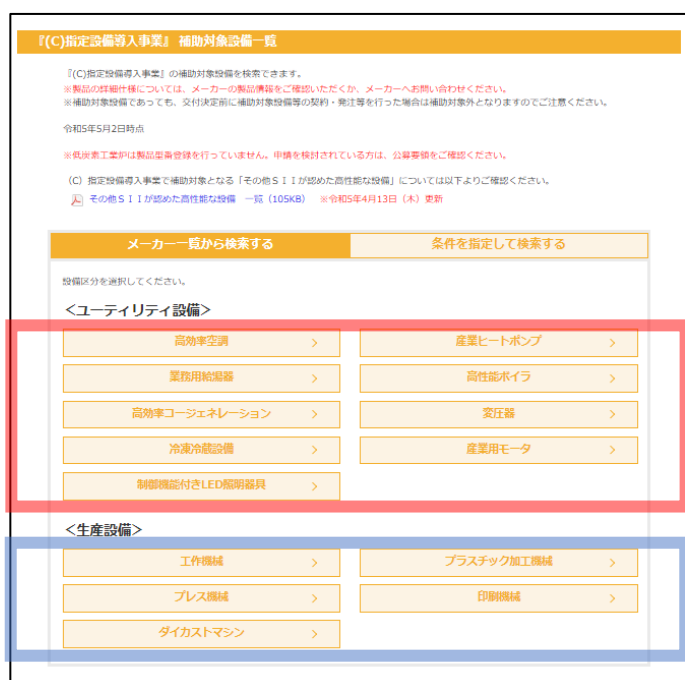 『(C)指定設備導入事業』 補助対象設備一覧
『(C)指定設備導入事業』の補助対象設備を検索できます。
※製品の詳細仕様については、メーカーの製品情報をご確認いただくか、メーカーへお問い合わせください。
※補助対象設備であっても、交付決定前に補助対象設備等の契約・発注等を行った場合は補助対象外となりますのでご注意ください。
令和5年5月2日時点
※低炭素工業炉は製品型番登録を行っていません。申請を検討されている方は、公募要領をご確認ください。
(C) 指定設備導入事業で補助対象となる「その他SIIが認めた高性能な設備」については以下よりご確認ください。
その他SIIが認めた高性能な設備 一覧 (105KB) ※令和5年4月13日 (木) 更新
メーカー一覧から検索する 条件を指定して検索する
設備区分を選択してください。
<ユーティリティ設備>
高効率空調 > 産業ヒートポンプ >
業務用給湯器 > 高性能ボイラ >
高効率コージェネレーション > 変圧器 >
冷凍冷蔵設備 > 産業用モータ >
制御機能付きLED照明器具 >
<生産設備>
工作機械 > プラスチック加工機械 >
プレス機械 > 印刷機械 >
ダイカストマシン >